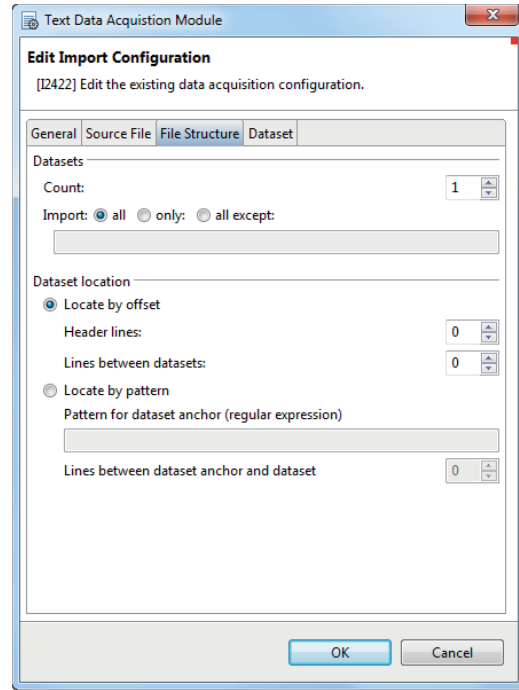 Text Data Acquistion Module
Edit Import Configuration
[I2422] Edit the existing data acquisition configuration.
General Source File File Structure Dataset
Datasets
Count: 1
Import: all only: all except:
Dataset location
Locate by offset
Header lines: 0
Lines between datasets: 0
Locate by pattern
Pattern for dataset anchor (regular expression)
Lines between dataset anchor and dataset 0
OK Cancel